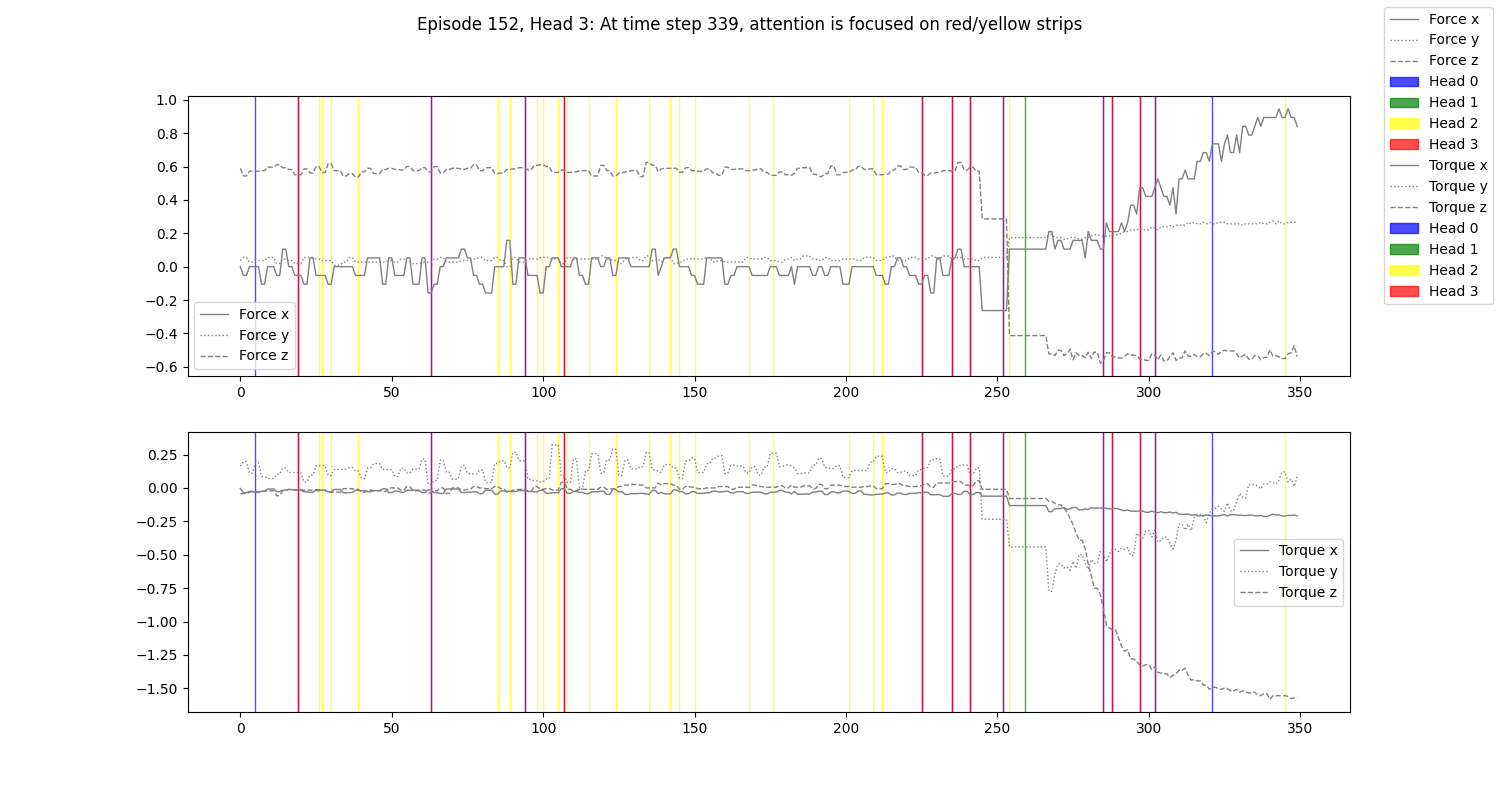 Episode 152, Head 3: At time step 339, attention is focused on red/yellow strips
Force x
Force y
Force z
Head 0
Head 1
Head 2
Head 3
Torque x
Torque y
Torque z
Head 0
Head 1
Head 2
Head 3
1.0
0.8
0.6
0.4
0.2
0.0
−0.2
−0.4
−0.6
Force x
Force y
Force z
0 50 100 150 200 250 300 350
0.25
0.00
−0.25
−0.50
−0.75
−1.00
−1.25
−1.50
Torque x
Torque y
Torque z
0 50 100 150 200 250 300 350